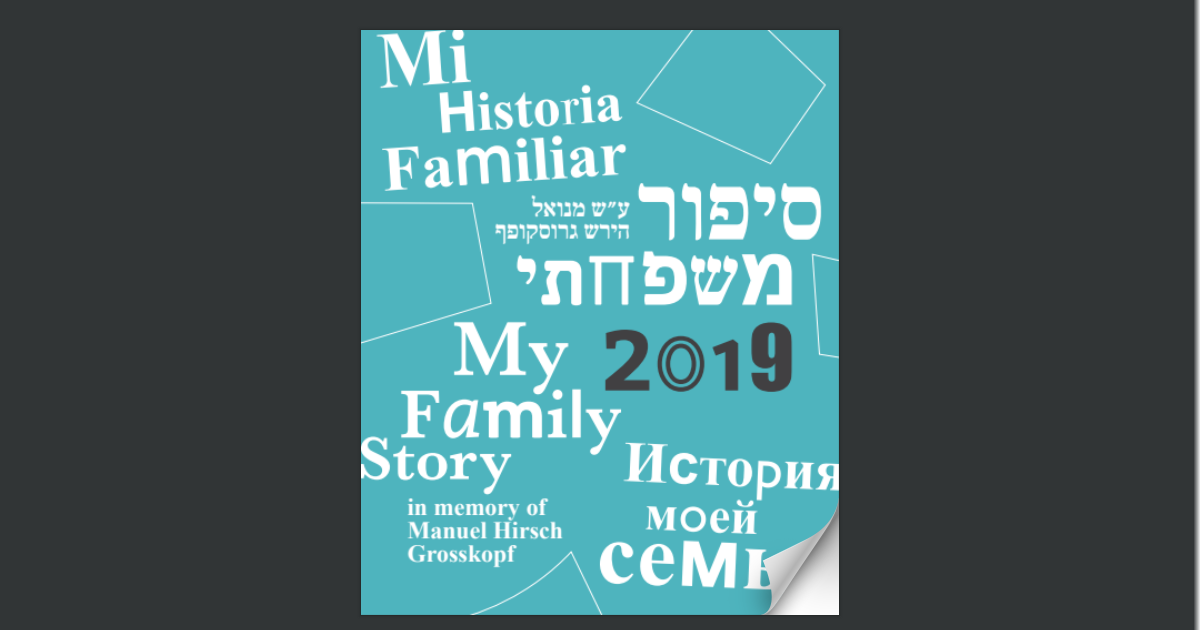 Mi
Historia
Familiar
סיפור
ע״ש מנואל
הירש גרוסקופף
משפחתי
My
2019
Family
Story
in memory of
Manuel Hirsch
Grosskopf
История
моей